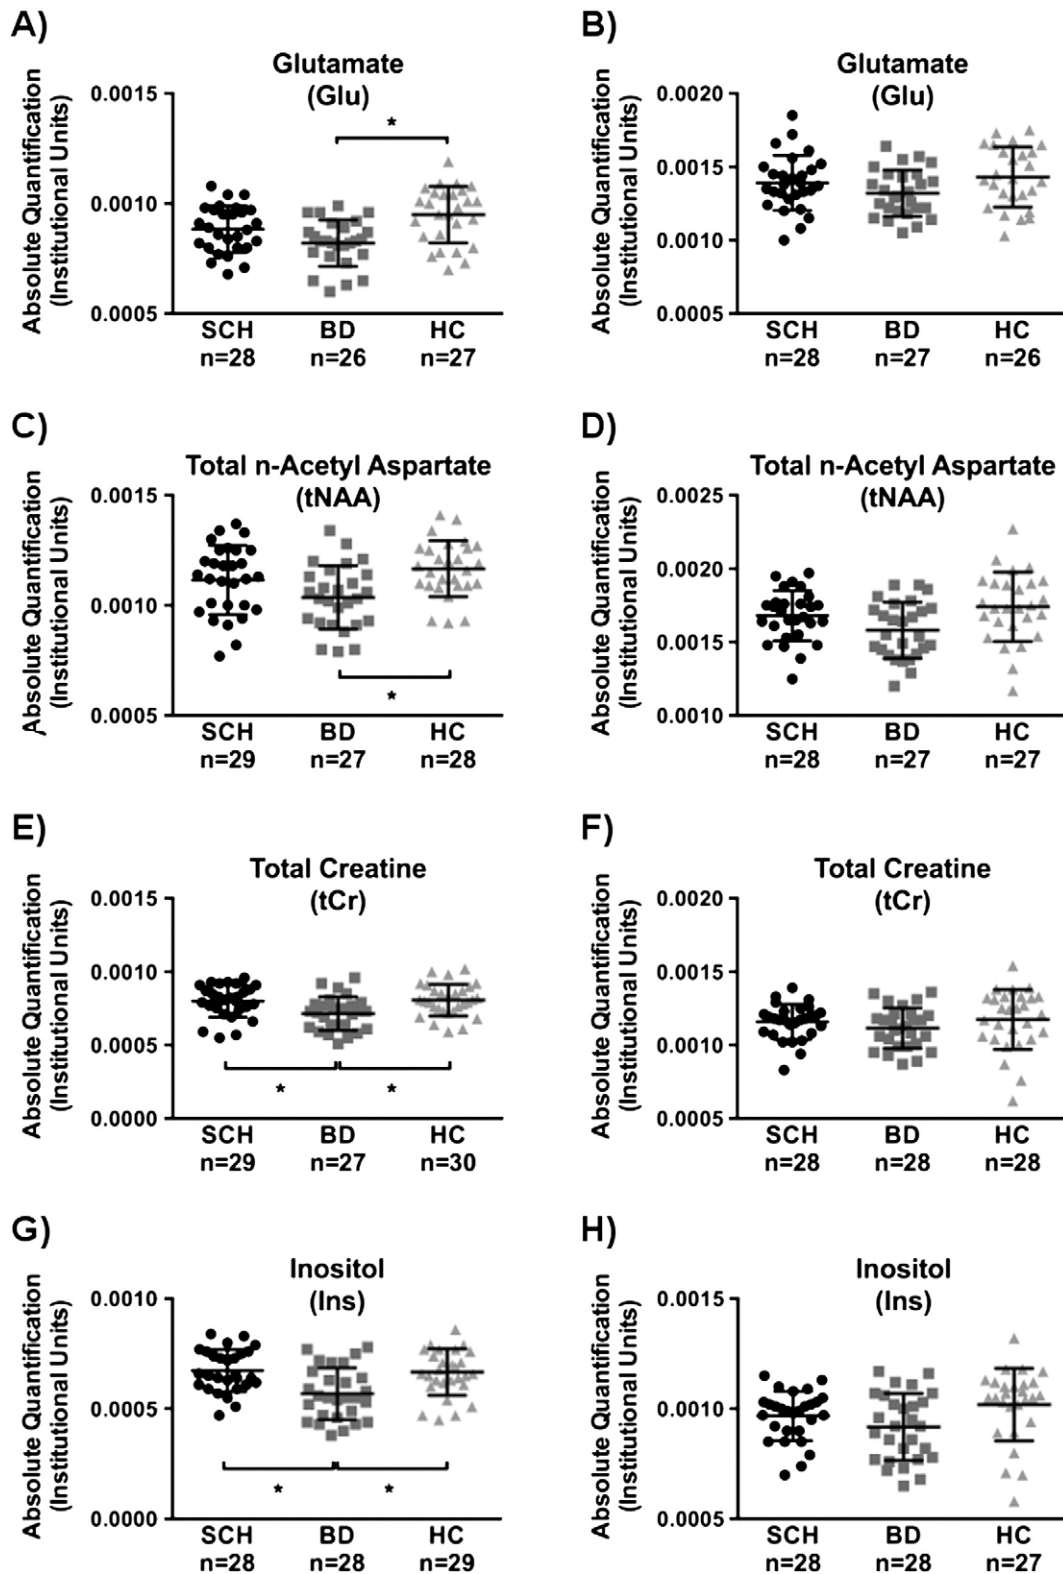 A)
Glutamate
(Glu)
Absolute Quantification
(Institutional Units)
0.0015
0.0010
0.0005
*
SCH
n=28
BD
n=26
HC
n=27
B)
Glutamate
(Glu)
Absolute Quantification
(Institutional Units)
0.0020
0.0015
0.0010
0.0005
SCH
n=28
BD
n=27
HC
n=26
C)
Total n-Acetyl Aspartate
(tNAA)
Absolute Quantification
(Institutional Units)
0.0015
0.0010
0.0005
*
SCH
n=29
BD
n=27
HC
n=28
D)
Total n-Acetyl Aspartate
(tNAA)
Absolute Quantification
(Institutional Units)
0.0025
0.0020
0.0015
0.0010
SCH
n=28
BD
n=27
HC
n=27
E)
Total Creatine
(tCr)
Absolute Quantification
(Institutional Units)
0.0015
0.0010
0.0005
0.0000
*
*
SCH
n=29
BD
n=27
HC
n=30
F)
Total Creatine
(tCr)
Absolute Quantification
(Institutional Units)
0.0020
0.0015
0.0010
0.0005
SCH
n=28
BD
n=28
HC
n=28
G)
Inositol
(Ins)
Absolute Quantification
(Institutional Units)
0.0010
0.0005
0.0000
*
*
SCH
n=28
BD
n=28
HC
n=29
H)
Inositol
(Ins)
Absolute Quantification
(Institutional Units)
0.0015
0.0010
0.0005
SCH
n=28
BD
n=28
HC
n=27